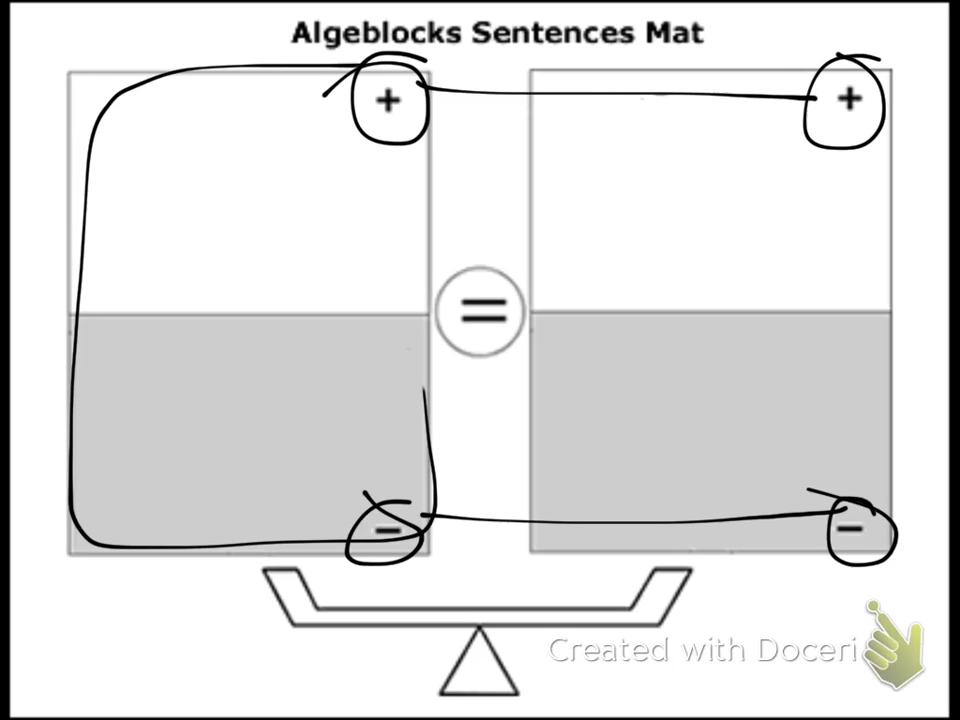 Algeblocks Sentences Mat
+ +
=
− −
Created with Doceri